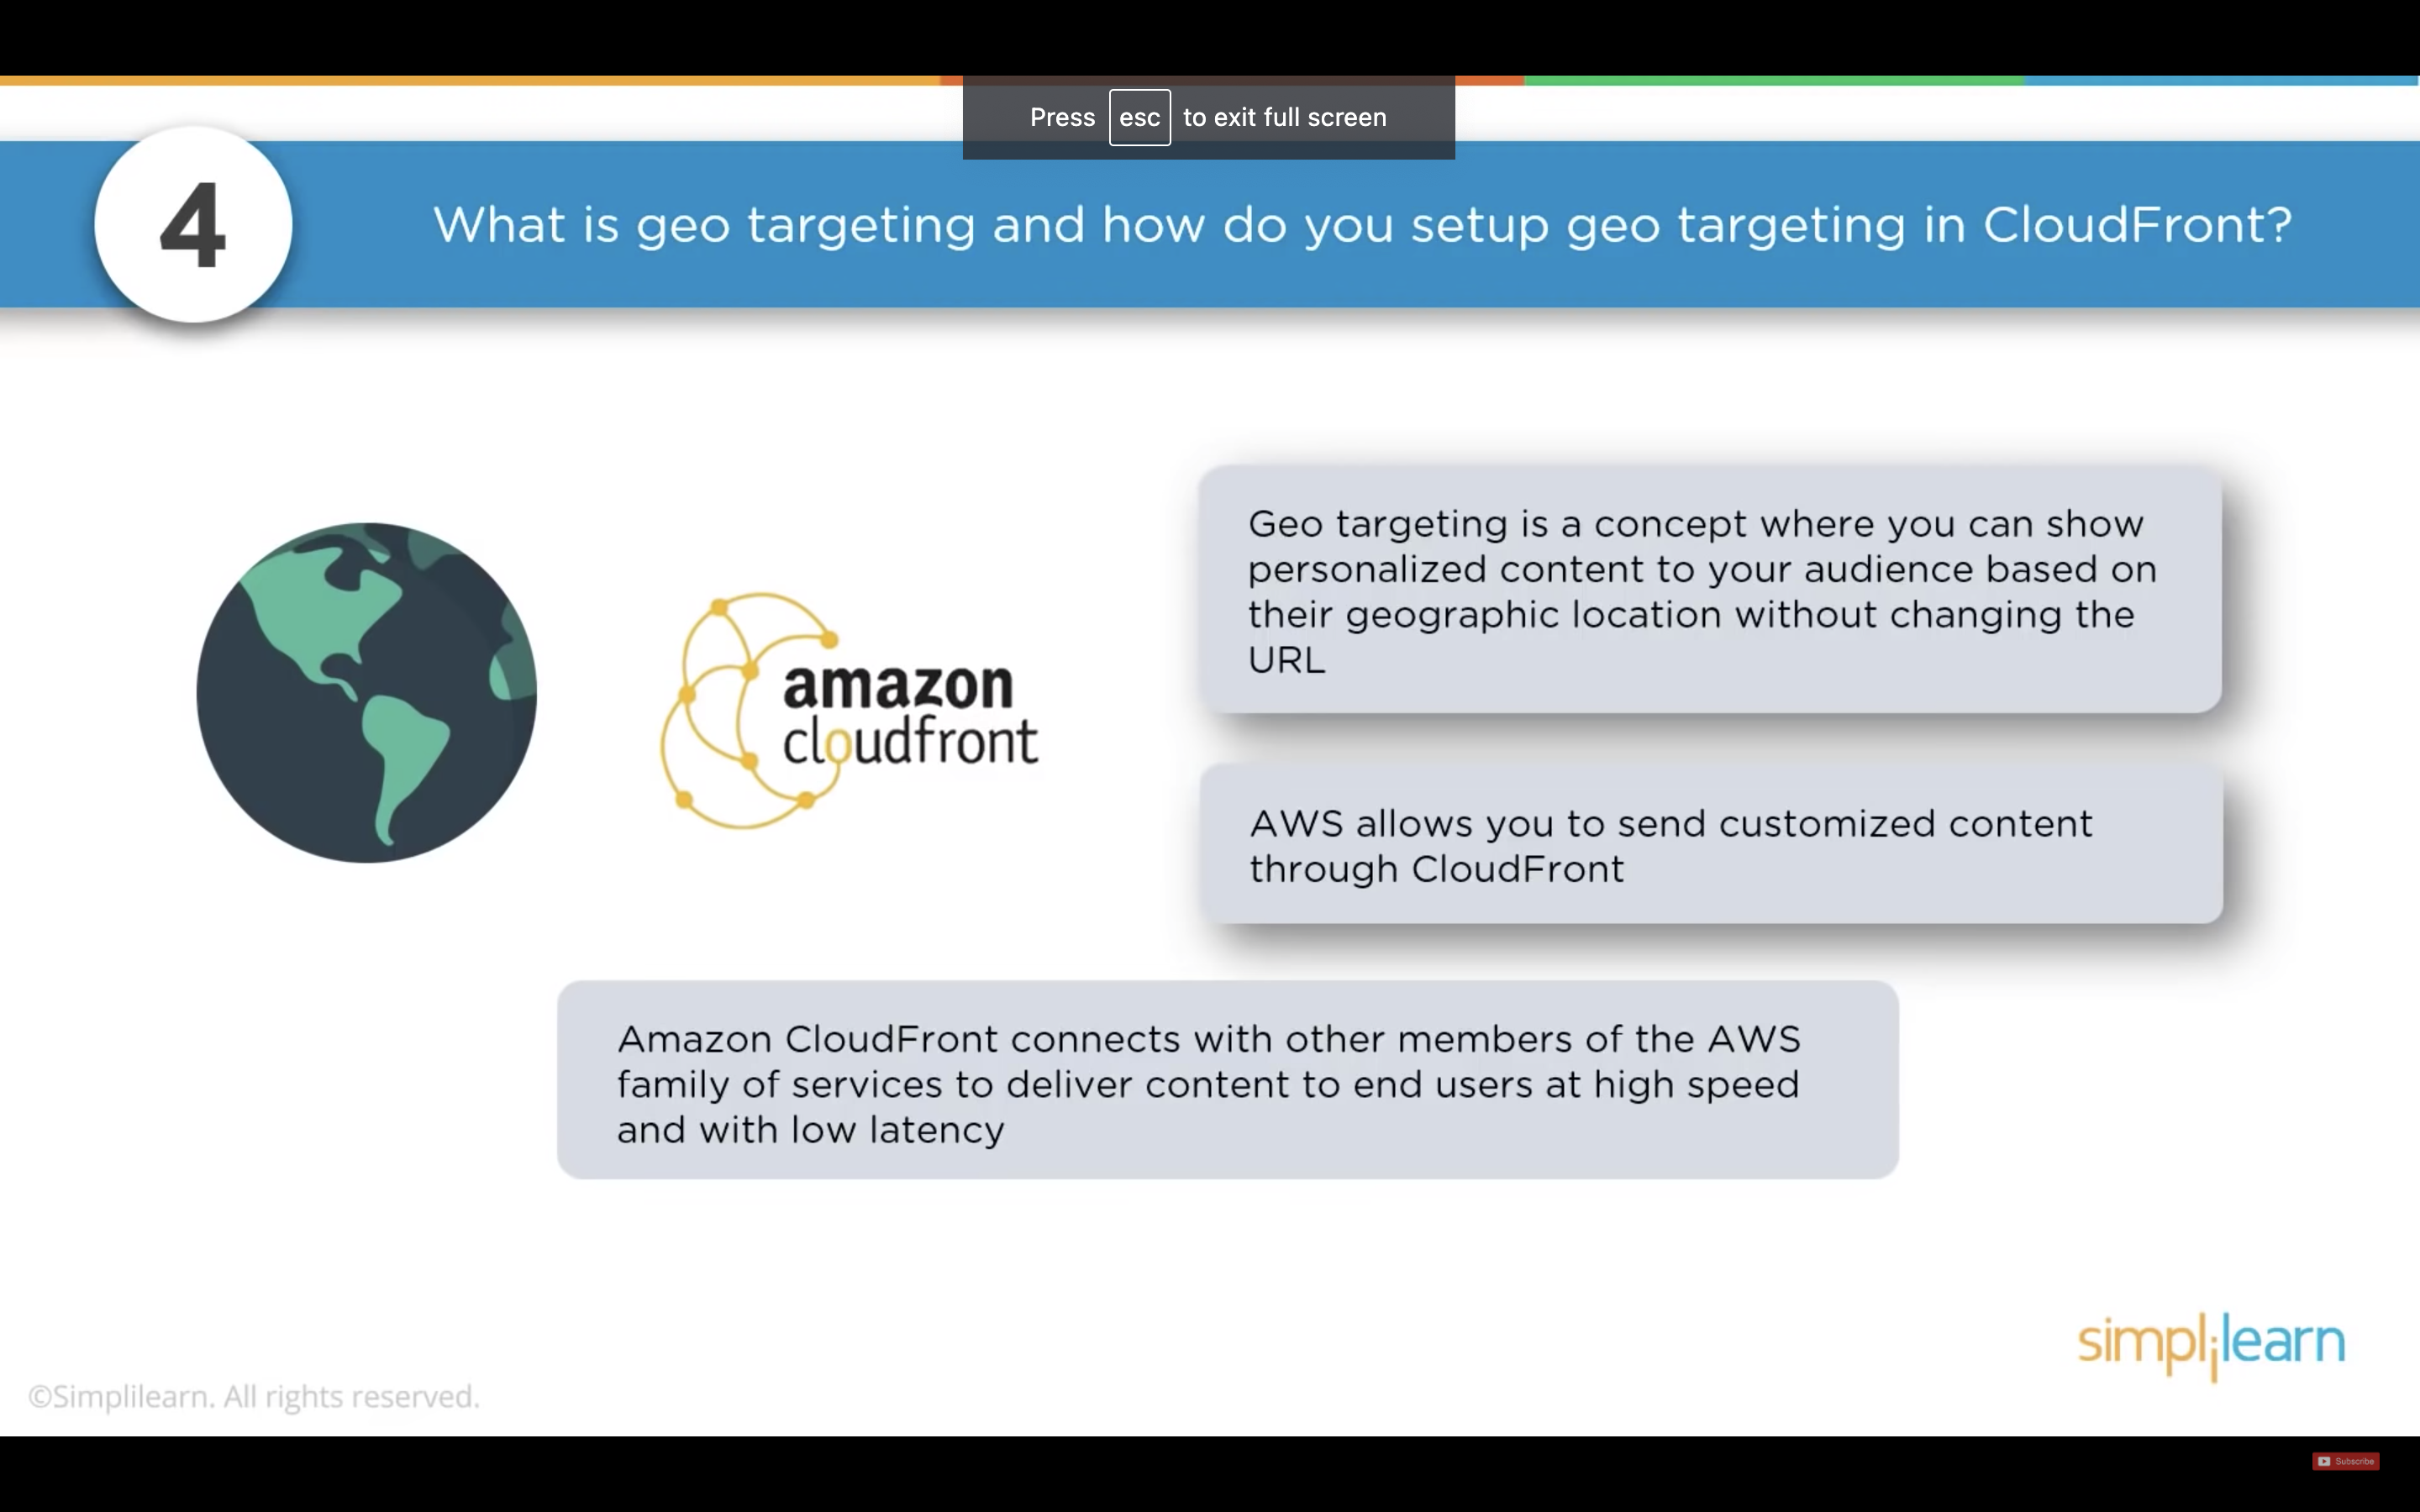 Press esc to exit full screen
4
What is geo targeting and how do you setup geo targeting in CloudFront?
Geo targeting is a concept where you can show
personalized content to your audience based on
their geographic location without changing the
URL
amazon
cloudfront
AWS allows you to send customized content
through CloudFront
Amazon CloudFront connects with other members of the AWS
family of services to deliver content to end users at high speed
and with low latency
simplilearn
©Simplilearn. All rights reserved.
Subscribe